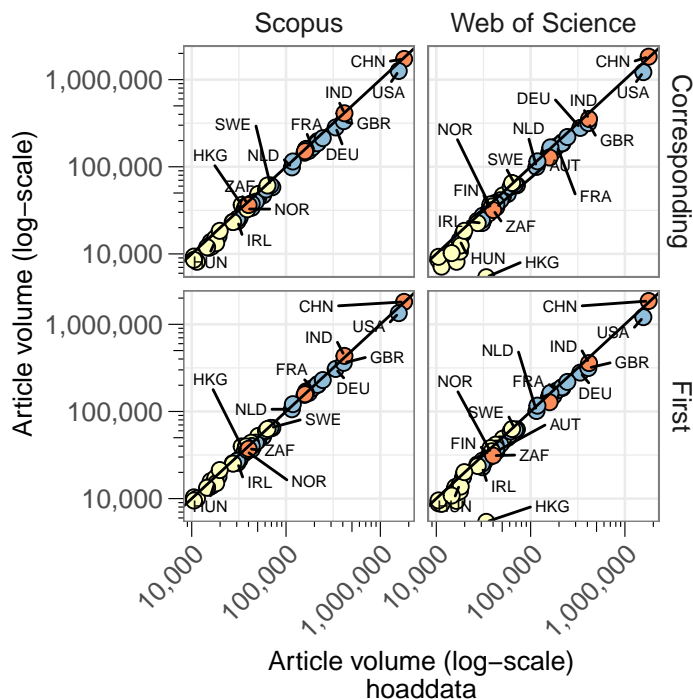 Scopus Web of Science
CHN
USA
IND
GBR
SWE
FRA
DEU
HKG
NLD
ZAF
NOR
IRL
HUN
CHN
USA
DEU
IND
GBR
NOR
NLD
SWE
AUT
FIN
FRA
IRL
ZAF
HUN
HKG
Corresponding
1,000,000
100,000
10,000
Article volume (log−scale)
CHN
USA
IND
GBR
FRA
DEU
HKG
NLD
SWE
ZAF
IRL
NOR
HUN
CHN
USA
IND
NLD
GBR
NOR
FRA
DEU
SWE
AUT
FIN
ZAF
IRL
HUN
HKG
First
1,000,000
100,000
10,000
Article volume (log−scale)
10,000 100,000 1,000,000 10,000 100,000 1,000,000
Article volume (log−scale)
hoaddata